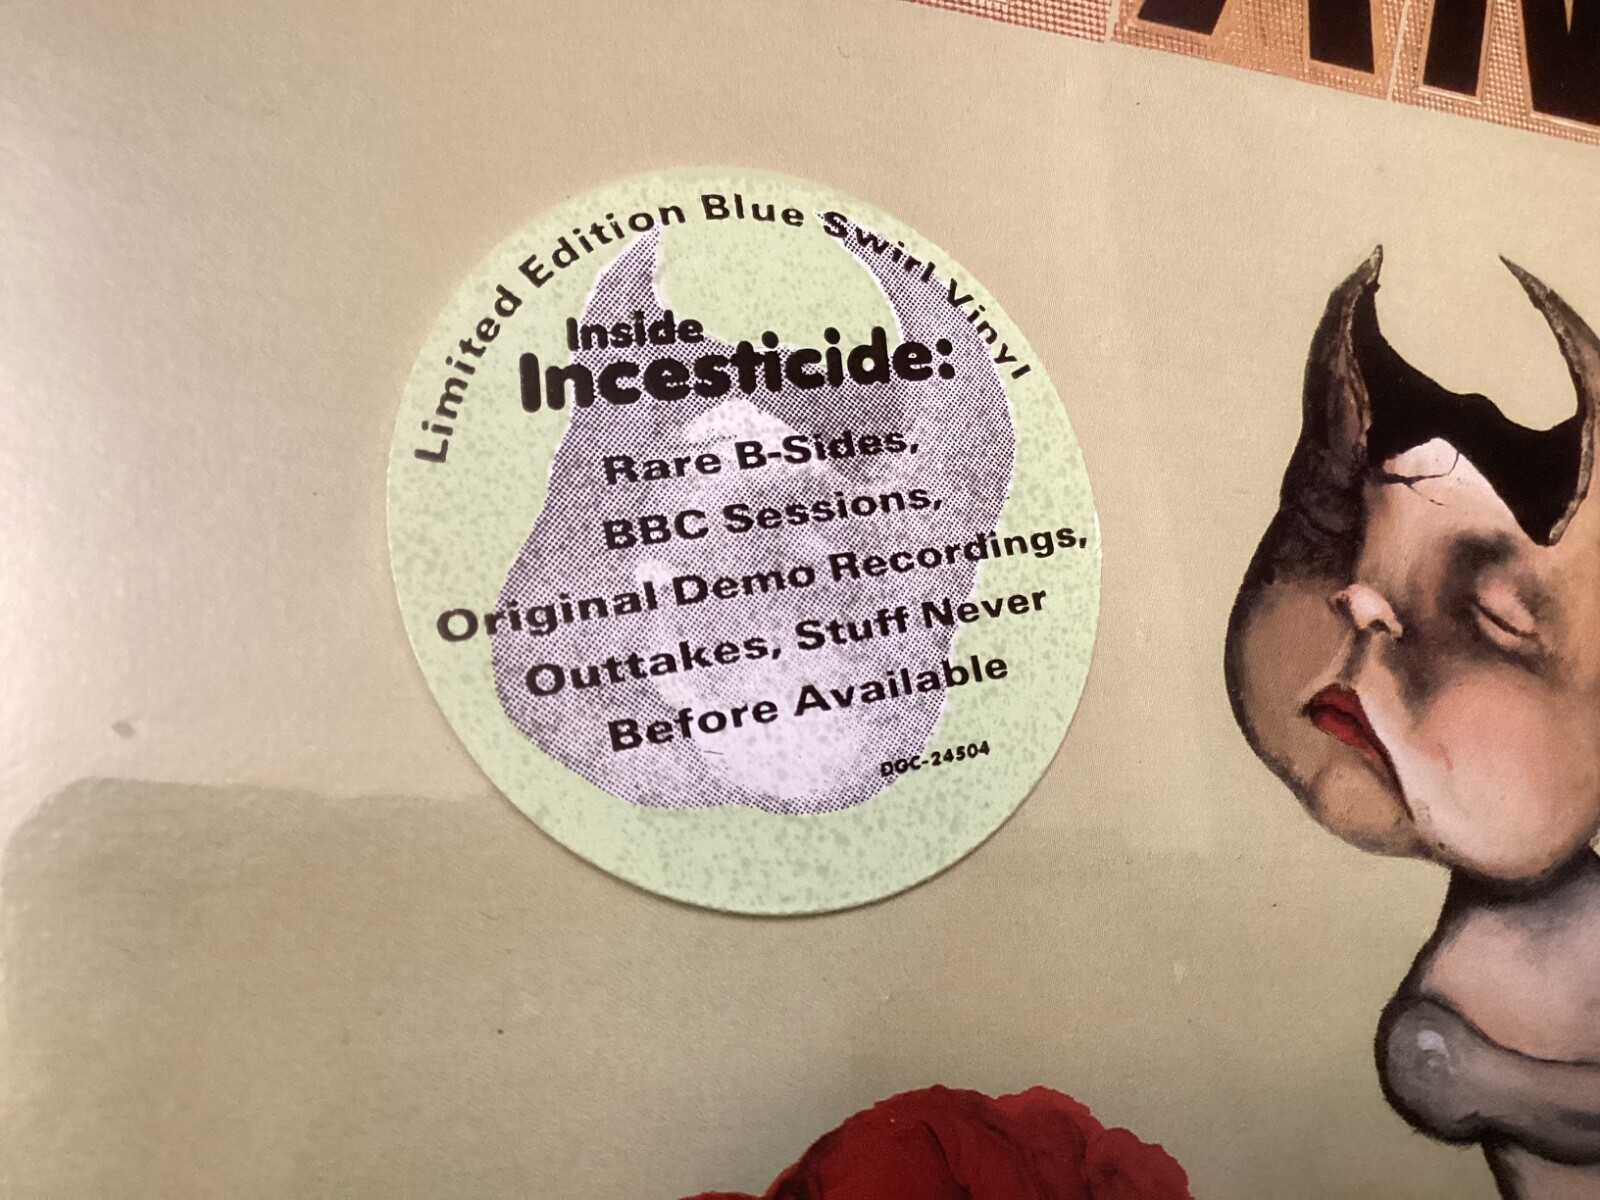 Limited Edition Blue Swirl Vinyl
Inside
Incesticide:
Rare B-Sides,
BBC Sessions,
Original Demo Recordings,
Outtakes, Stuff Never
Before Available
DGC-24504